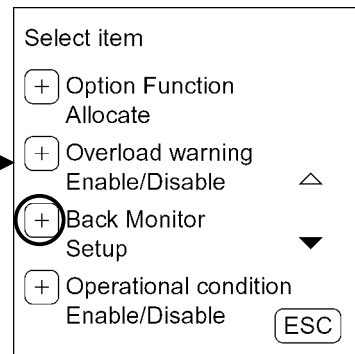 Select item
+ Option Function
Allocate
+ Overload warning
Enable/Disable
+ Back Monitor
Setup
+ Operational condition
Enable/Disable
ESC